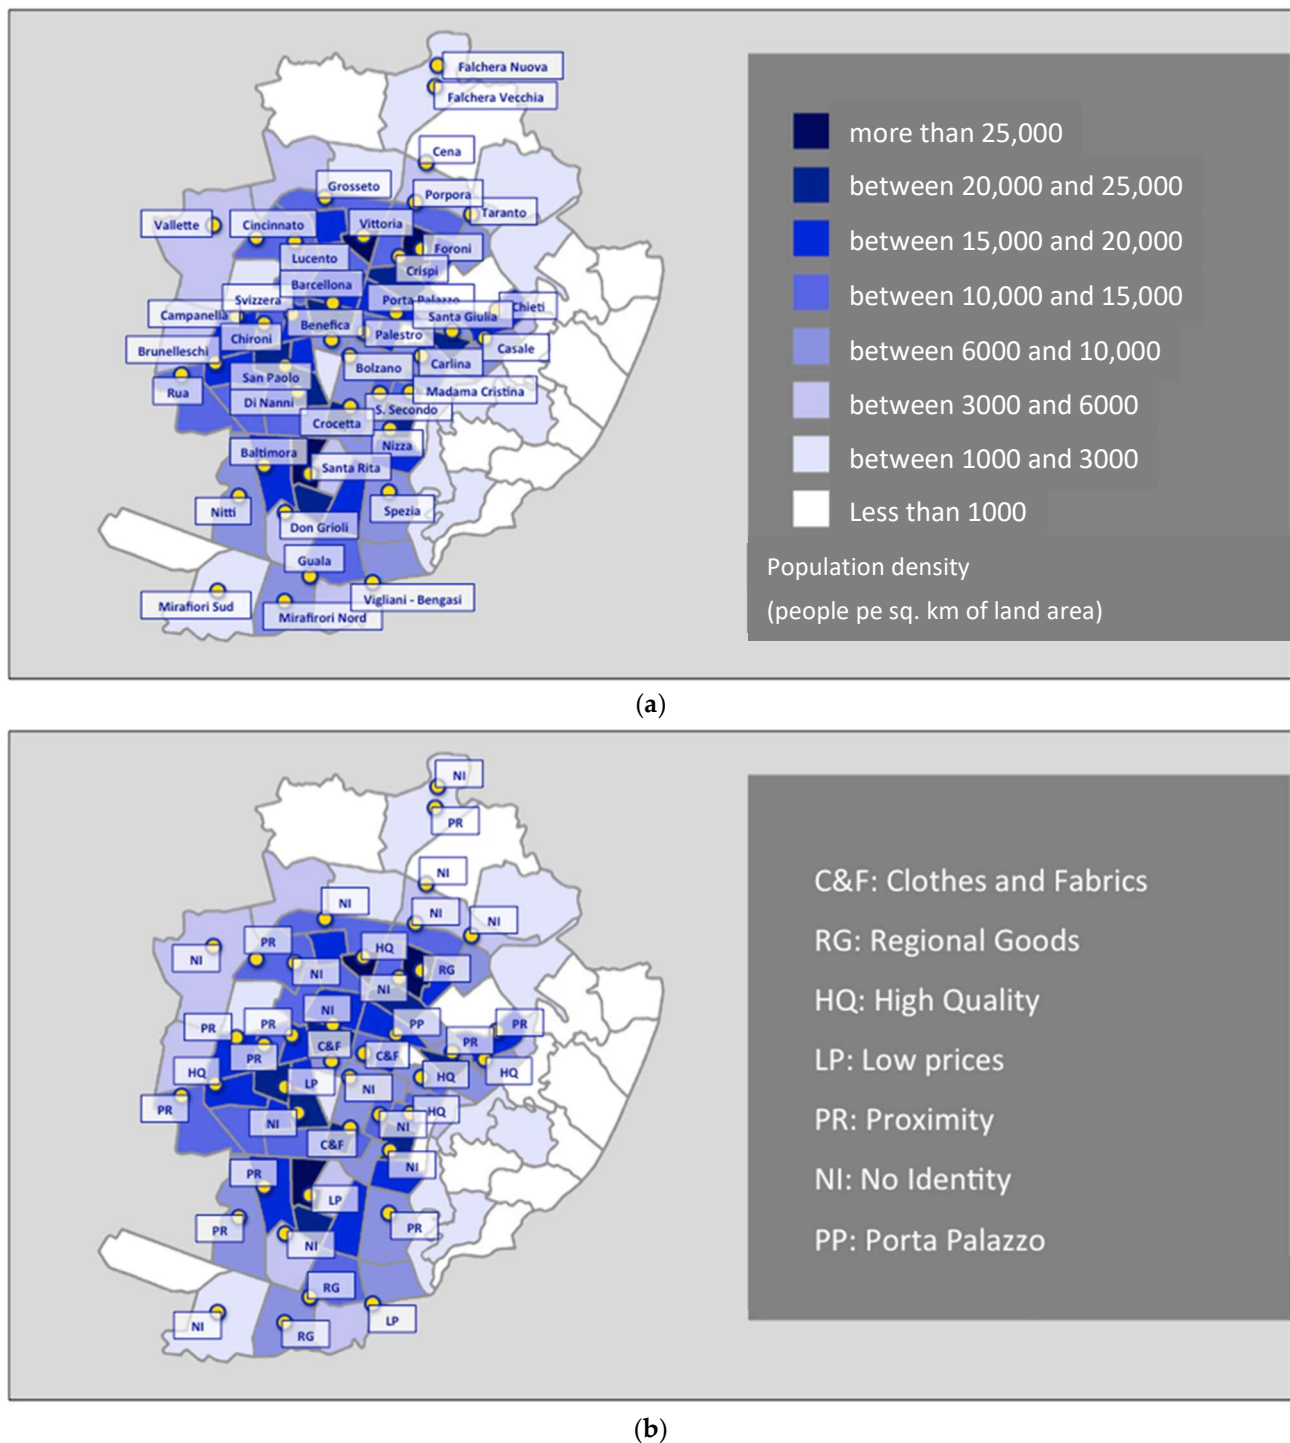 Falchera Nuova
Falchera Vecchia
Cena
Grosseto
Porpora
Taranto
Vallette
Cincinnato
Vittoria
Foroni
Lucento
Crispi
Barcellona
Svizzera
Porta Palazzo
Chieti
Campanella
Santa Giulia
Benefica
Chironi
Palestro
Casale
Brunelleschi
Bolzano
Carlina
San Paolo
Rua
Madama Cristina
Di Nanni
S. Secondo
Crocetta
Nizza
Baltimora
Santa Rita
Nitti
Spezia
Don Grioli
Guala
Vigliani - Bengasi
Mirafiori Sud
Mirafrori Nord
more than 25,000
between 20,000 and 25,000
between 15,000 and 20,000
between 10,000 and 15,000
between 6000 and 10,000
between 3000 and 6000
between 1000 and 3000
Less than 1000
Population density
(people pe sq. km of land area)
(a)
NI
PR
NI
NI
NI
NI
PR
HQ
NI
NI
RG
NI
NI
PR
PR
PP
PR
PR
C&F
PR
C&F
HQ
HQ
LP
NI
HQ
PR
HQ
NI
NI
C&F
NI
PR
LP
PR
PR
NI
RG
NI
RG
LP
C&F: Clothes and Fabrics
RG: Regional Goods
HQ: High Quality
LP: Low prices
PR: Proximity
NI: No Identity
PP: Porta Palazzo
(b)